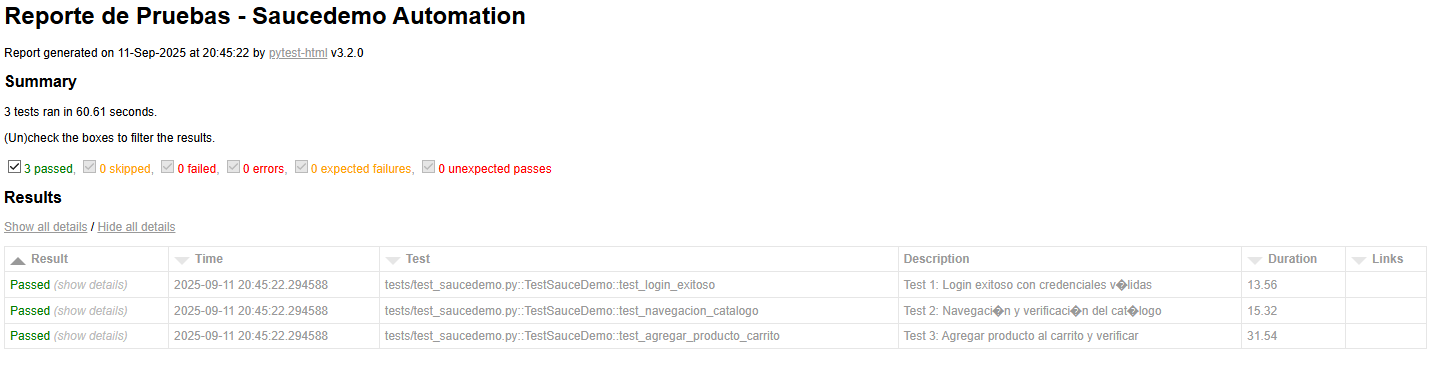 Reporte de Pruebas - Saucedemo Automation
Report generated on 11-Sep-2025 at 20:45:22 by pytest-html v3.2.0
Summary
3 tests ran in 60.61 seconds.
(Un)check the boxes to filter the results.
3 passed, 0 skipped, 0 failed, 0 errors, 0 expected failures, 0 unexpected passes
Results
Show all details / Hide all details
Result Time Test Description Duration Links
Passed (show details) 2025-09-11 20:45:22.294588 tests/test_saucedemo.py::TestSauceDemo::test_login_exitoso Test 1: Login exitoso con credenciales v�lidas 13.56
Passed (show details) 2025-09-11 20:45:22.294588 tests/test_saucedemo.py::TestSauceDemo::test_navegacion_catalogo Test 2: Navegaci�n y verificaci�n del cat�logo 15.32
Passed (show details) 2025-09-11 20:45:22.294588 tests/test_saucedemo.py::TestSauceDemo::test_agregar_producto_carrito Test 3: Agregar producto al carrito y verificar 31.54